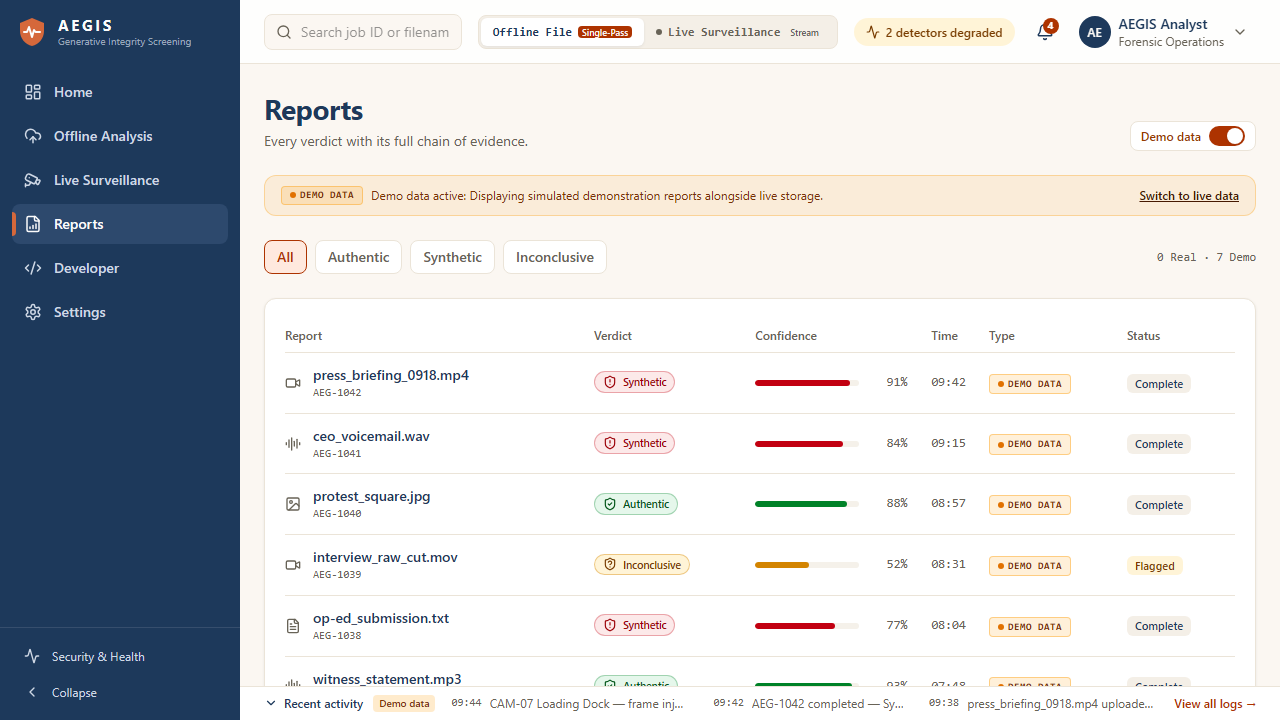 AEGIS
Generative Integrity Screening
Home
Offline Analysis
Live Surveillance
Reports
Developer
Settings
Security & Health
Collapse
Search job ID or filenam
Offline File Single-Pass
Live Surveillance Stream
2 detectors degraded
4
AE
AEGIS Analyst
Forensic Operations
Reports
Every verdict with its full chain of evidence.
Demo data
DEMO DATA Demo data active: Displaying simulated demonstration reports alongside live storage. Switch to live data
All Authentic Synthetic Inconclusive 0 Real · 7 Demo
Report Verdict Confidence Time Type Status
press_briefing_0918.mp4
AEG-1042
Synthetic 91% 09:42 DEMO DATA Complete
ceo_voicemail.wav
AEG-1041
Synthetic 84% 09:15 DEMO DATA Complete
protest_square.jpg
AEG-1040
Authentic 88% 08:57 DEMO DATA Complete
interview_raw_cut.mov
AEG-1039
Inconclusive 52% 08:31 DEMO DATA Flagged
op-ed_submission.txt
AEG-1038
Synthetic 77% 08:04 DEMO DATA Complete
witness_statement.mp3
Authentic 93% 07:48 DEMO DATA Complete
Recent activity Demo data 09:44 CAM-07 Loading Dock — frame inj... 09:42 AEG-1042 completed — Sy... 09:38 press_briefing_0918.mp4 uploade... View all logs →